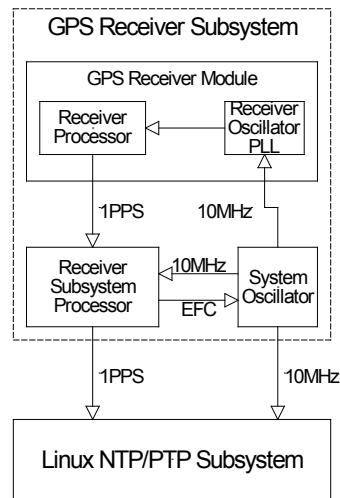 GPS Receiver Subsystem
GPS Receiver Module
Receiver
Processor
Receiver
Oscillator
PLL
1PPS
10MHz
Receiver
Subsystem
Processor
10MHz
EFC
System
Oscillator
1PPS
10MHz
Linux NTP/PTP Subsystem